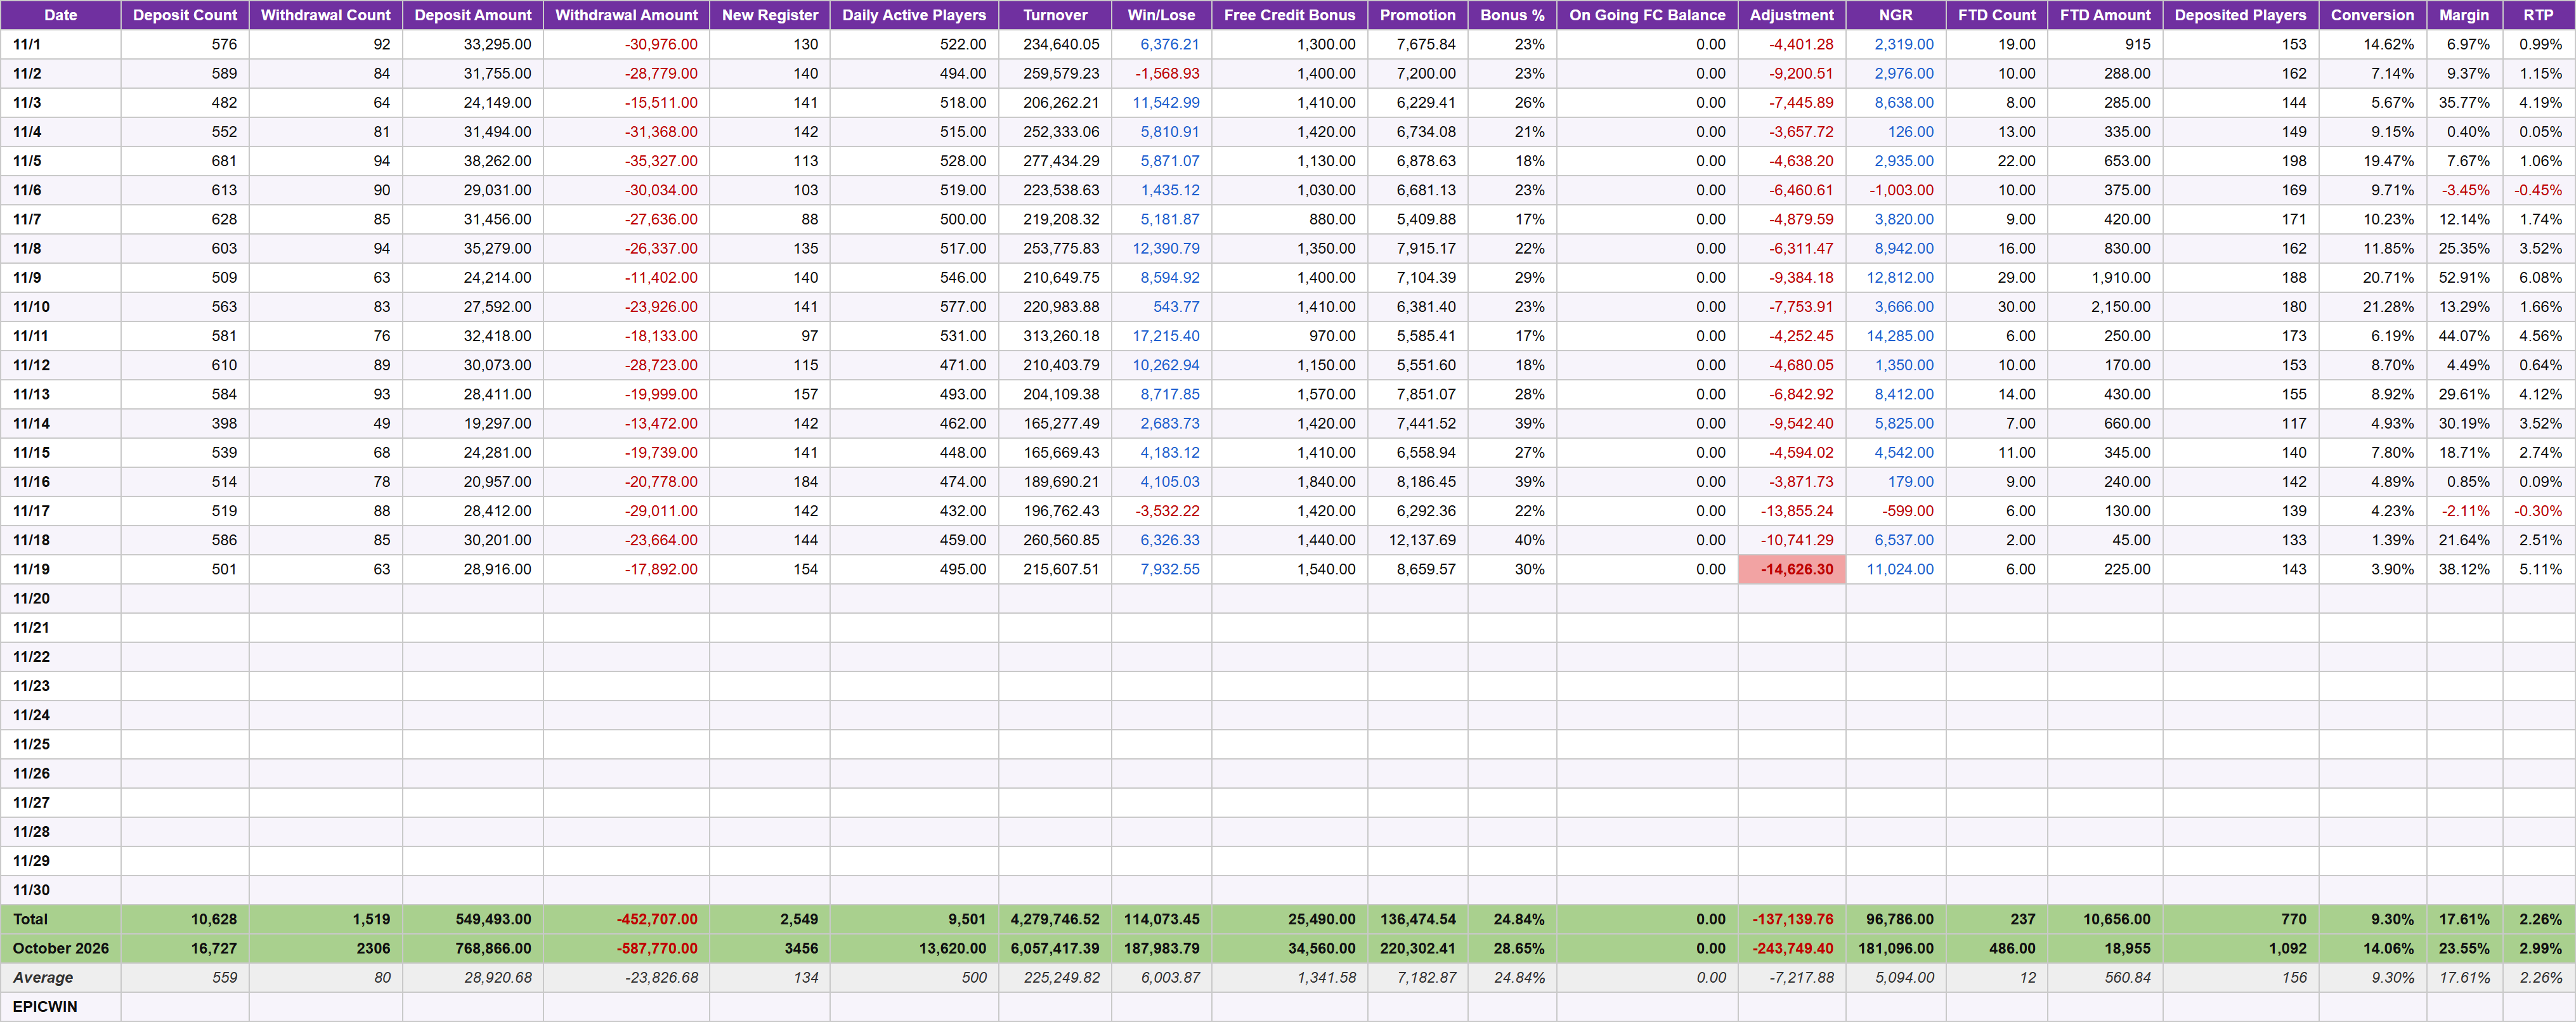 Date Deposit Count Withdrawal Count Deposit Amount Withdrawal Amount New Register Daily Active Players Turnover Win/Lose Free Credit Bonus Promotion Bonus % On Going FC Balance Adjustment NGR FTD Count FTD Amount Deposited Players Conversion Margin RTP
11/1 576 92 33,295.00 -30,976.00 130 522.00 234,640.05 6,376.21 1,300.00 7,675.84 23% 0.00 -4,401.28 2,319.00 19.00 915 153 14.62% 6.97% 0.99%
11/2 589 84 31,755.00 -28,779.00 140 494.00 259,579.23 -1,568.93 1,400.00 7,200.00 23% 0.00 -9,200.51 2,976.00 10.00 288.00 162 7.14% 9.37% 1.15%
11/3 482 64 24,149.00 -15,511.00 141 518.00 206,262.21 11,542.99 1,410.00 6,229.41 26% 0.00 -7,445.89 8,638.00 8.00 285.00 144 5.67% 35.77% 4.19%
11/4 552 81 31,494.00 -31,368.00 142 515.00 252,333.06 5,810.91 1,420.00 6,734.08 21% 0.00 -3,657.72 126.00 13.00 335.00 149 9.15% 0.40% 0.05%
11/5 681 94 38,262.00 -35,327.00 113 528.00 277,434.29 5,871.07 1,130.00 6,878.63 18% 0.00 -4,638.20 2,935.00 22.00 653.00 198 19.47% 7.67% 1.06%
11/6 613 90 29,031.00 -30,034.00 103 519.00 223,538.63 1,435.12 1,030.00 6,681.13 23% 0.00 -6,460.61 -1,003.00 10.00 375.00 169 9.71% -3.45% -0.45%
11/7 628 85 31,456.00 -27,636.00 88 500.00 219,208.32 5,181.87 880.00 5,409.88 17% 0.00 -4,879.59 3,820.00 9.00 420.00 171 10.23% 12.14% 1.74%
11/8 603 94 35,279.00 -26,337.00 135 517.00 253,775.83 12,390.79 1,350.00 7,915.17 22% 0.00 -6,311.47 8,942.00 16.00 830.00 162 11.85% 25.35% 3.52%
11/9 509 63 24,214.00 -11,402.00 140 546.00 210,649.75 8,594.92 1,400.00 7,104.39 29% 0.00 -9,384.18 12,812.00 29.00 1,910.00 188 20.71% 52.91% 6.08%
11/10 563 83 27,592.00 -23,926.00 141 577.00 220,983.88 543.77 1,410.00 6,381.40 23% 0.00 -7,753.91 3,666.00 30.00 2,150.00 180 21.28% 13.29% 1.66%
11/11 581 76 32,418.00 -18,133.00 97 531.00 313,260.18 17,215.40 970.00 5,585.41 17% 0.00 -4,252.45 14,285.00 6.00 250.00 173 6.19% 44.07% 4.56%
11/12 610 89 30,073.00 -28,723.00 115 471.00 210,403.79 10,262.94 1,150.00 5,551.60 18% 0.00 -4,680.05 1,350.00 10.00 170.00 153 8.70% 4.49% 0.64%
11/13 584 93 28,411.00 -19,999.00 157 493.00 204,109.38 8,717.85 1,570.00 7,851.07 28% 0.00 -6,842.92 8,412.00 14.00 430.00 155 8.92% 29.61% 4.12%
11/14 398 49 19,297.00 -13,472.00 142 462.00 165,277.49 2,683.73 1,420.00 7,441.52 39% 0.00 -9,542.40 5,825.00 7.00 660.00 117 4.93% 30.19% 3.52%
11/15 539 68 24,281.00 -19,739.00 141 448.00 165,669.43 4,183.12 1,410.00 6,558.94 27% 0.00 -4,594.02 4,542.00 11.00 345.00 140 7.80% 18.71% 2.74%
11/16 514 78 20,957.00 -20,778.00 184 474.00 189,690.21 4,105.03 1,840.00 8,186.45 39% 0.00 -3,871.73 179.00 9.00 240.00 142 4.89% 0.85% 0.09%
11/17 519 88 28,412.00 -29,011.00 142 432.00 196,762.43 -3,532.22 1,420.00 6,292.36 22% 0.00 -13,855.24 -599.00 6.00 130.00 139 4.23% -2.11% -0.30%
11/18 586 85 30,201.00 -23,664.00 144 459.00 260,560.85 6,326.33 1,440.00 12,137.69 40% 0.00 -10,741.29 6,537.00 2.00 45.00 133 1.39% 21.64% 2.51%
11/19 501 63 28,916.00 -17,892.00 154 495.00 215,607.51 7,932.55 1,540.00 8,659.57 30% 0.00 -14,626.30 11,024.00 6.00 225.00 143 3.90% 38.12% 5.11%
11/20
11/21
11/22
11/23
11/24
11/25
11/26
11/27
11/28
11/29
11/30
Total 10,628 1,519 549,493.00 -452,707.00 2,549 9,501 4,279,746.52 114,073.45 25,490.00 136,474.54 24.84% 0.00 -137,139.76 96,786.00 237 10,656.00 770 9.30% 17.61% 2.26%
October 2026 16,727 2306 768,866.00 -587,770.00 3456 13,620.00 6,057,417.39 187,983.79 34,560.00 220,302.41 28.65% 0.00 -243,749.40 181,096.00 486.00 18,955 1,092 14.06% 23.55% 2.99%
Average 559 80 28,920.68 -23,826.68 134 500 225,249.82 6,003.87 1,341.58 7,182.87 24.84% 0.00 -7,217.88 5,094.00 12 560.84 156 9.30% 17.61% 2.26%
EPICWIN